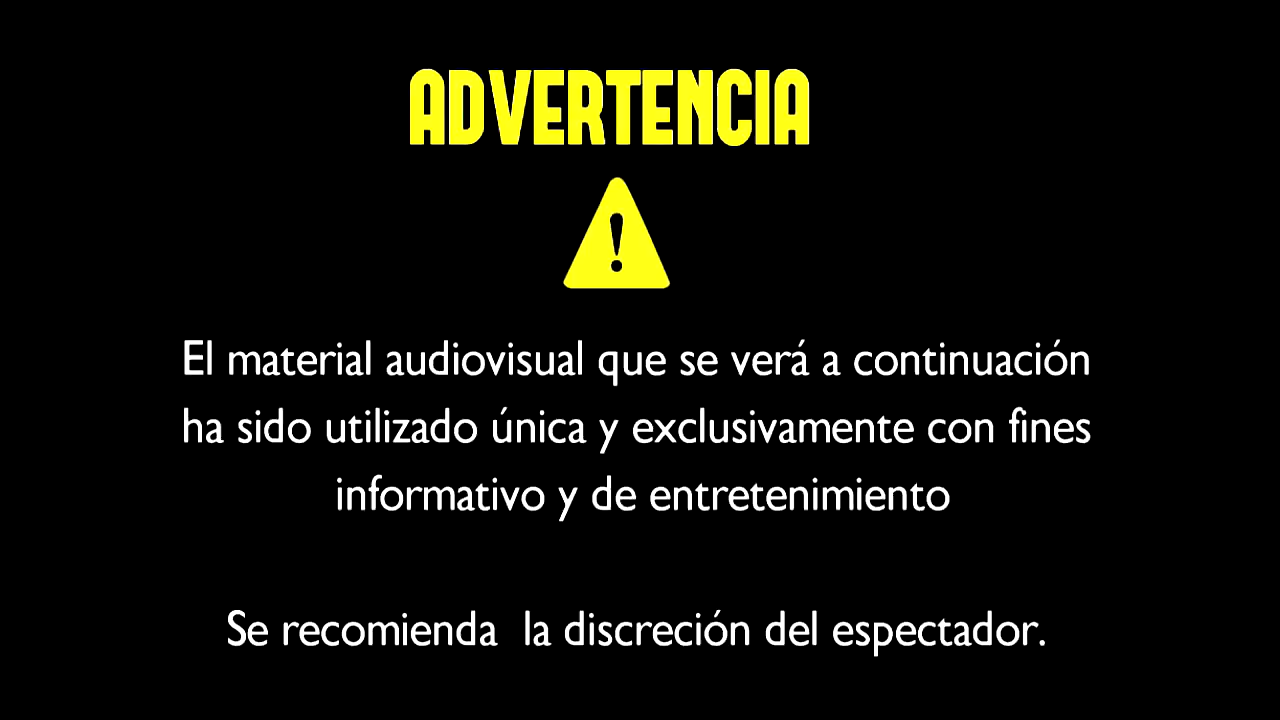 ADVERTENCIA
!
El material audiovisual que se verá a continuación
ha sido utilizado única y exclusivamente con fines
informativo y de entretenimiento
Se recomienda  la discreción del espectador.